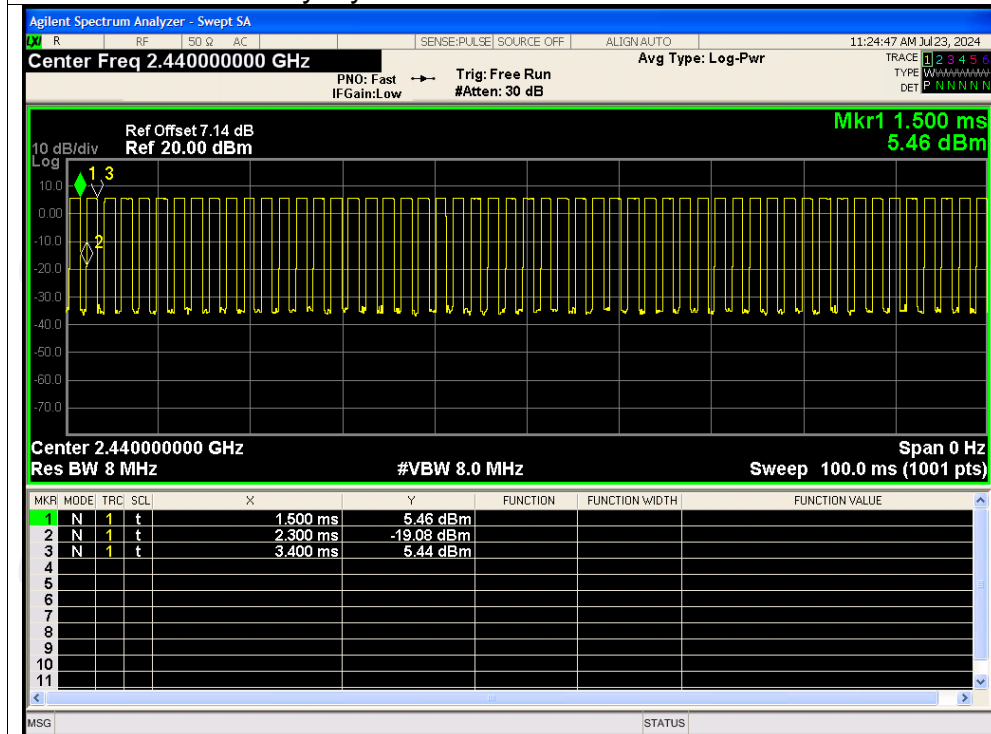 Agilent Spectrum Analyzer - Swept SA
LXI R RF 50 Ω AC SENSE:PULSE SOURCE OFF ALIGN AUTO 11:24:47 AM Jul 23, 2024
Center Freq 2.440000000 GHz
PNO: Fast
IFGain:Low
Trig: Free Run
#Atten: 30 dB
Avg Type: Log-Pwr
TRACE 1 2 3 4 5 6
TYPE
DET P N N N N N
Mkr1 1.500 ms
5.46 dBm
Ref Offset 7.14 dB
Ref 20.00 dBm
10 dB/div
Log
1 3
2
10.0
0.00
-10.0
-20.0
-30.0
-40.0
-50.0
-60.0
-70.0
Center 2.440000000 GHz Span 0 Hz
Res BW 8 MHz #VBW 8.0 MHz Sweep 100.0 ms (1001 pts)
MKR MODE TRC SCL X Y FUNCTION FUNCTION WIDTH FUNCTION VALUE
1 N 1 t 1.500 ms 5.46 dBm
2 N 1 t 2.300 ms -19.08 dBm
3 N 1 t 3.400 ms 5.44 dBm
4
5
6
7
8
9
10
11
MSG STATUS